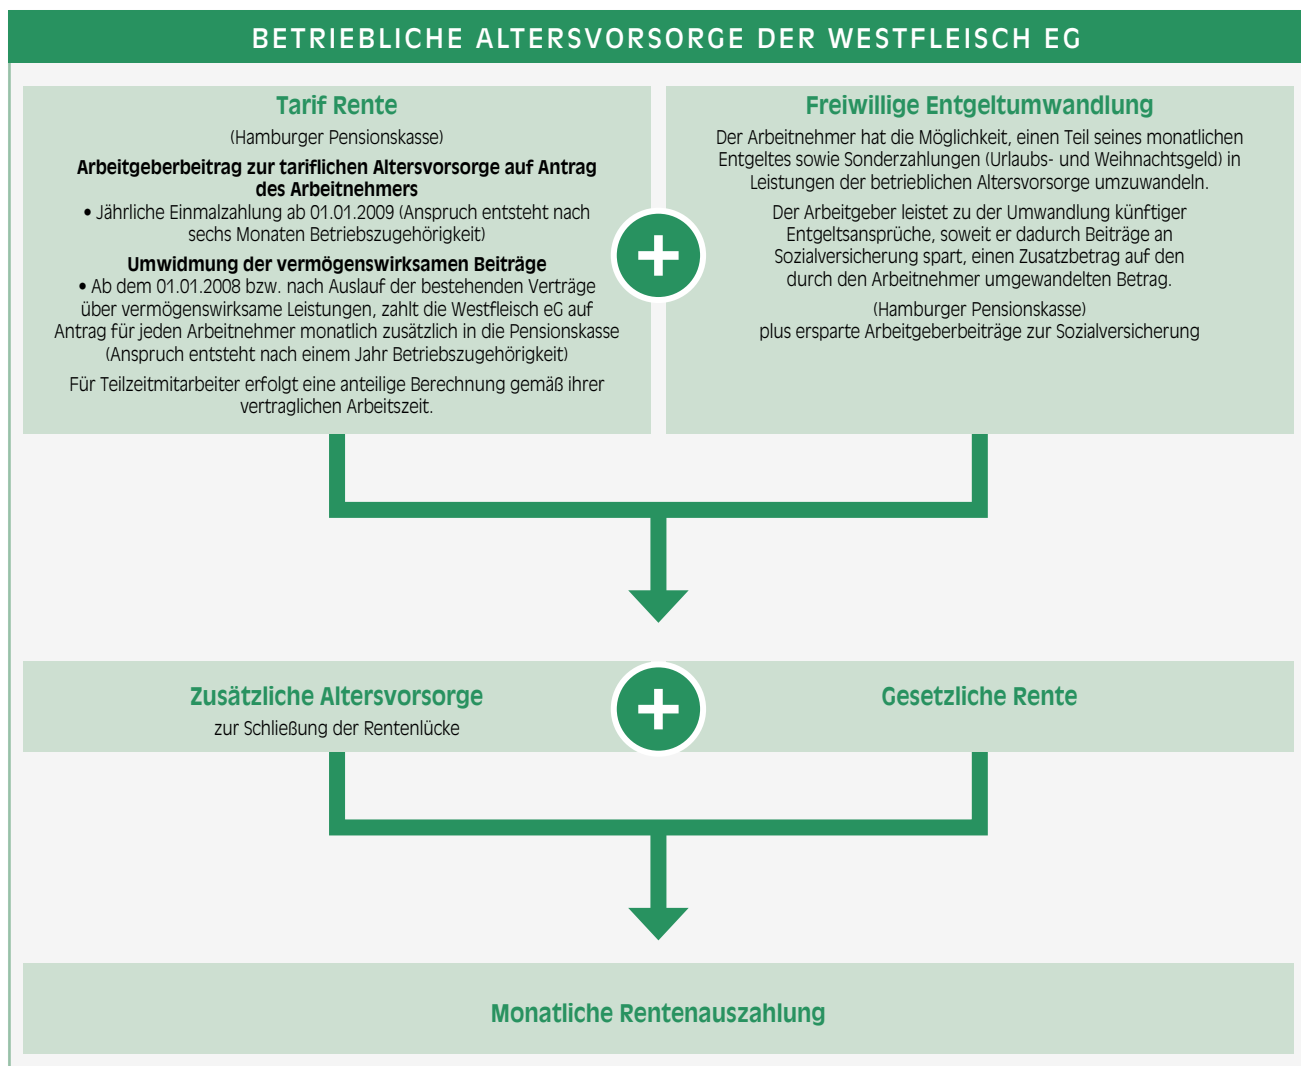 BETRIEBLICHE ALTERSVORSORGE DER WESTFLEISCH EG
Tarif Rente
(Hamburger Pensionskasse)
Arbeitgeberbeitrag zur tariflichen Altersvorsorge auf Antrag
des Arbeitnehmers
• Jährliche Einmalzahlung ab 01.01.2009 (Anspruch entsteht nach
sechs Monaten Betriebszugehörigkeit)
Umwidmung der vermögenswirksamen Beiträge
• Ab dem 01.01.2008 bzw. nach Auslauf der bestehenden Verträge
über vermögenswirksame Leistungen, zahlt die Westfleisch eG auf
Antrag für jeden Arbeitnehmer monatlich zusätzlich in die Pensionskasse
(Anspruch entsteht nach einem Jahr Betriebszugehörigkeit)
Für Teilzeitmitarbeiter erfolgt eine anteilige Berechnung gemäß ihrer
vertraglichen Arbeitszeit.
+
Freiwillige Entgeltumwandlung
Der Arbeitnehmer hat die Möglichkeit, einen Teil seines monatlichen
Entgeltes sowie Sonderzahlungen (Urlaubs- und Weihnachtsgeld) in
Leistungen der betrieblichen Altersvorsorge umzuwandeln.
Der Arbeitgeber leistet zu der Umwandlung künftiger
Entgeltsansprüche, soweit er dadurch Beiträge an
Sozialversicherung spart, einen Zusatzbetrag auf den
durch den Arbeitnehmer umgewandelten Betrag.
(Hamburger Pensionskasse)
plus ersparte Arbeitgeberbeiträge zur Sozialversicherung
Zusätzliche Altersvorsorge
zur Schließung der Rentenlücke
+
Gesetzliche Rente
Monatliche Rentenauszahlung